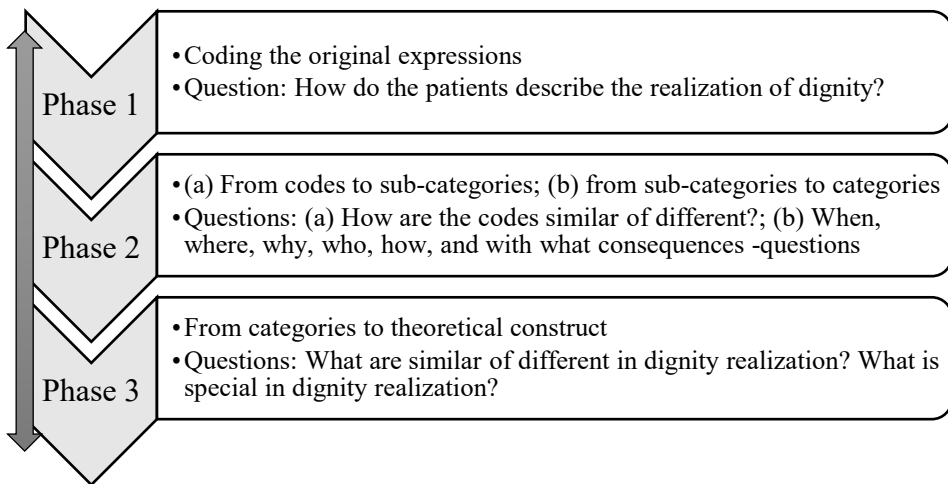 Phase 1
•Coding the original expressions
•Question: How do the patients describe the realization of dignity?
Phase 2
•(a) From codes to sub-categories; (b) from sub-categories to categories
•Questions: (a) How are the codes similar of different?; (b) When,
where, why, who, how, and with what consequences -questions
Phase 3
•From categories to theoretical construct
•Questions: What are similar of different in dignity realization? What is
special in dignity realization?